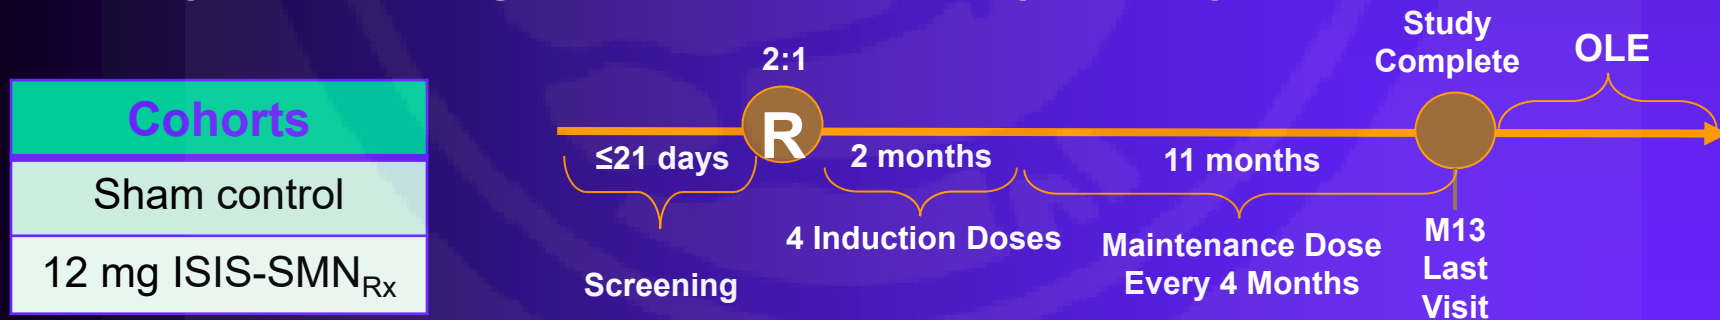 Cohorts
Sham control
12 mg ISIS-SMNRx
2:1
R
≤21 days
Screening
2 months
4 Induction Doses
11 months
Maintenance Dose
Every 4 Months
Study
Complete
M13
Last
Visit
OLE